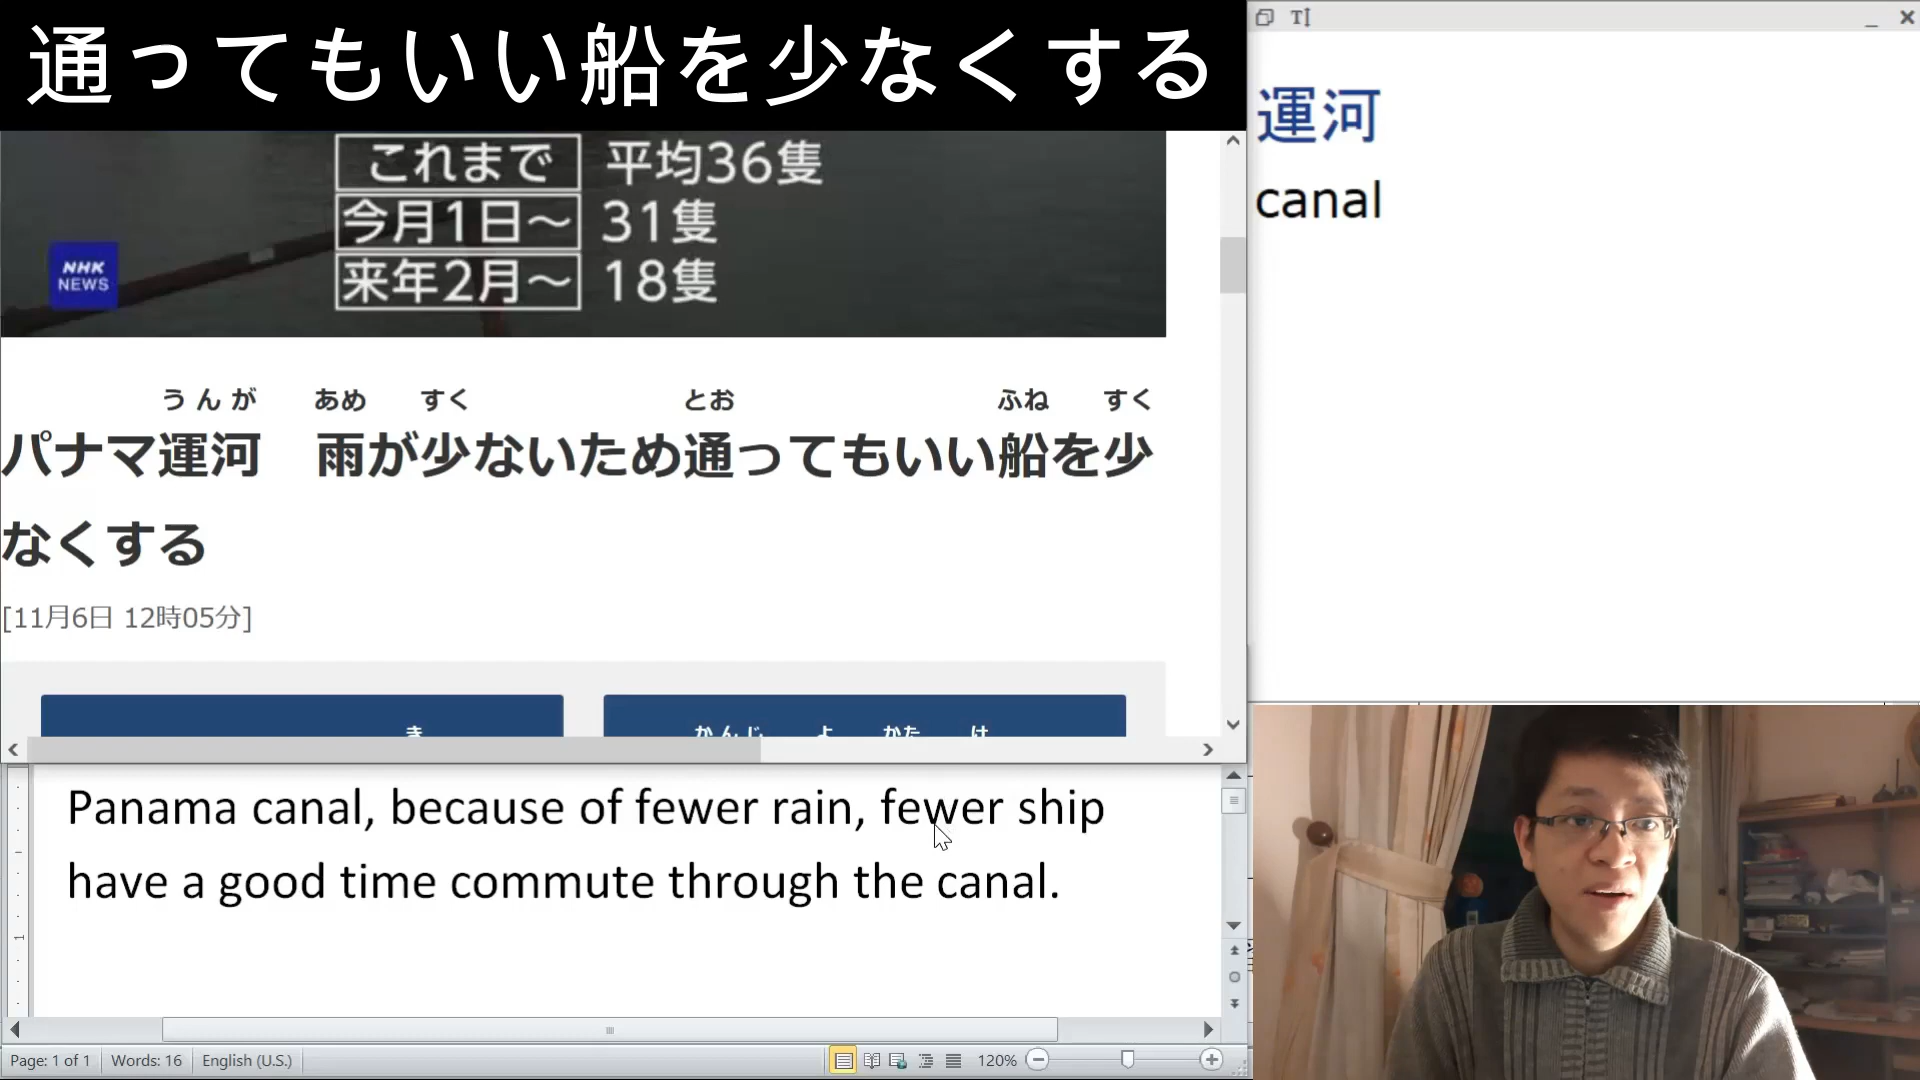 通ってもいい船を少なくする
これまで 平均36隻
今月1日～ 31隻
来年2月～ 18隻
NHK
NEWS
うんが あめ すく とお ふね すく
パナマ運河 雨が少ないため通ってもいい船を少
なくする
[11月6日 12時05分]
Panama canal, because of fewer rain, fewer ship
have a good time commute through the canal.
Page: 1 of 1 Words: 16 English (U.S.) 120%
運河
canal